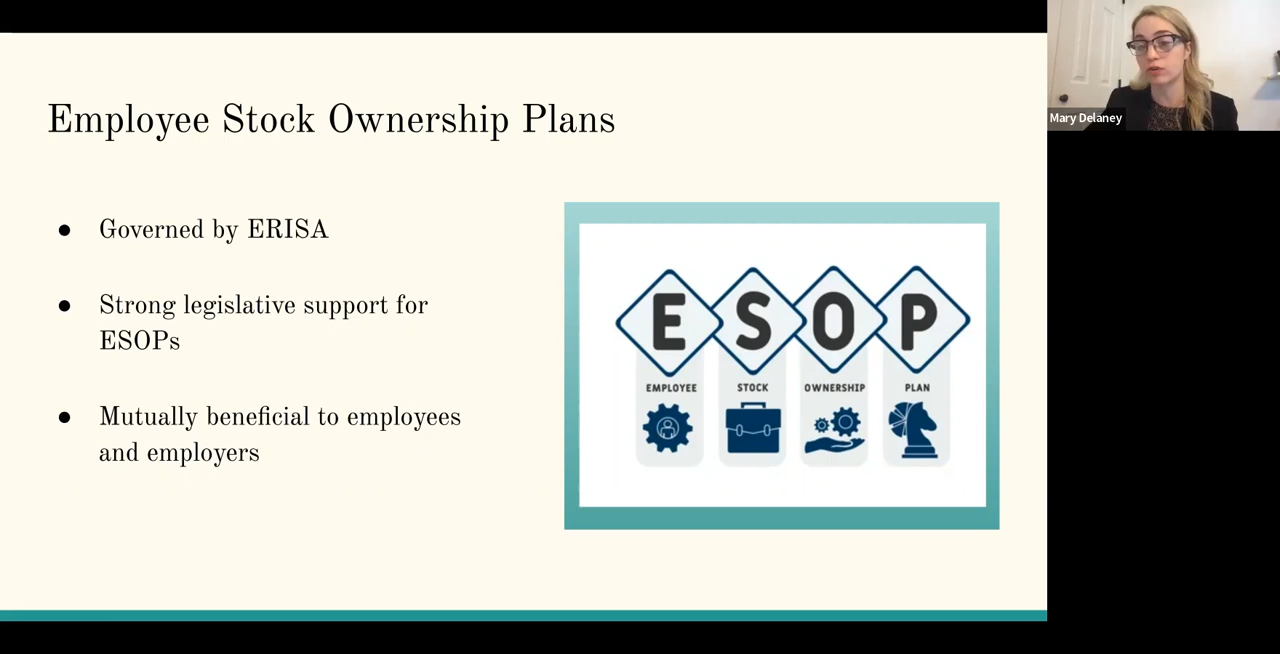 Employee Stock Ownership Plans
● Governed by ERISA
● Strong legislative support for
ESOPs
● Mutually beneficial to employees
and employers
E S O P
EMPLOYEE STOCK OWNERSHIP PLAN
Mary Delaney